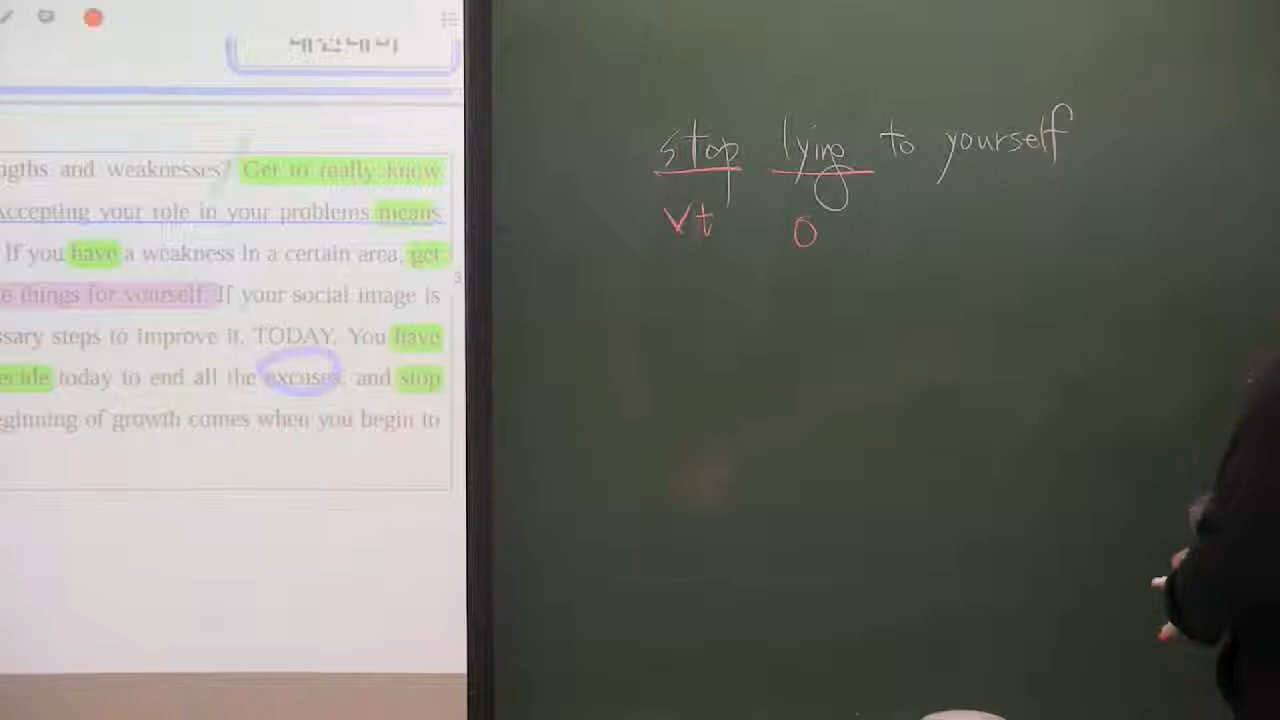 ngths and weaknesses? Get to really know
Accepting your role in your problems means
If you have a weakness in a certain area, get
e things for yourself. If your social image is
ssary steps to improve it. TODAY. You have
ecide today to end all the excuses, and stop
eginning of growth comes when you begin to
3
stop lying to yourself
Vt O